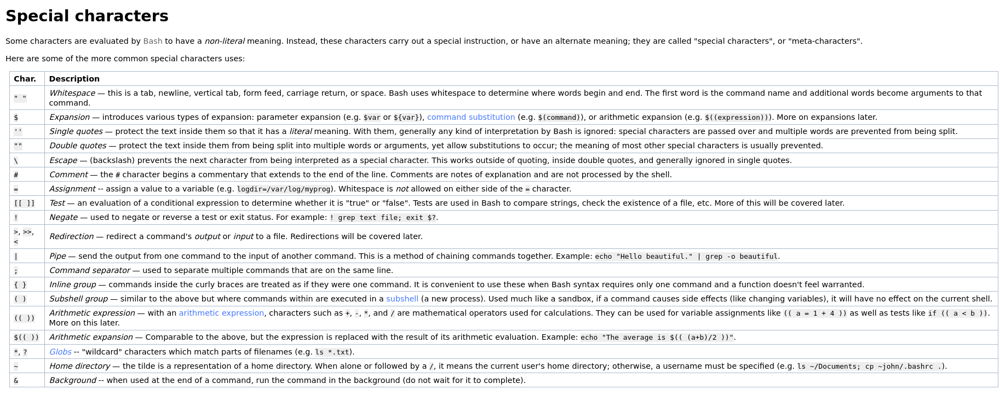 Special characters
Some characters are evaluated by Bash to have a non-literal meaning. Instead, these characters carry out a special instruction, or have an alternate meaning; they are called "special characters", or "meta-characters".
Here are some of the more common special characters uses:
Char. Description
" " Whitespace — this is a tab, newline, vertical tab, form feed, carriage return, or space. Bash uses whitespace to determine where words begin and end. The first word is the command name and additional words become arguments to that
command.
$ Expansion — introduces various types of expansion: parameter expansion (e.g. $var or ${var}), command substitution (e.g. $(command)), or arithmetic expansion (e.g. $((expression))). More on expansions later.
'' Single quotes — protect the text inside them so that it has a literal meaning. With them, generally any kind of interpretation by Bash is ignored: special characters are passed over and multiple words are prevented from being split.
"" Double quotes — protect the text inside them from being split into multiple words or arguments, yet allow substitutions to occur; the meaning of most other special characters is usually prevented.
\ Escape — (backslash) prevents the next character from being interpreted as a special character. This works outside of quoting, inside double quotes, and generally ignored in single quotes.
# Comment — the # character begins a commentary that extends to the end of the line. Comments are notes of explanation and are not processed by the shell.
= Assignment -- assign a value to a variable (e.g. logdir=/var/log/myprog). Whitespace is not allowed on either side of the = character.
[[ ]] Test — an evaluation of a conditional expression to determine whether it is "true" or "false". Tests are used in Bash to compare strings, check the existence of a file, etc. More of this will be covered later.
! Negate — used to negate or reverse a test or exit status. For example: ! grep text file; exit $?.
>, >>,
< Redirection — redirect a command's output or input to a file. Redirections will be covered later.
| Pipe — send the output from one command to the input of another command. This is a method of chaining commands together. Example: echo "Hello beautiful." | grep -o beautiful.
; Command separator — used to separate multiple commands that are on the same line.
{ } Inline group — commands inside the curly braces are treated as if they were one command. It is convenient to use these when Bash syntax requires only one command and a function doesn't feel warranted.
( ) Subshell group — similar to the above but where commands within are executed in a subshell (a new process). Used much like a sandbox, if a command causes side effects (like changing variables), it will have no effect on the current shell.
(( )) Arithmetic expression — with an arithmetic expression, characters such as +, -, *, and / are mathematical operators used for calculations. They can be used for variable assignments like (( a = 1 + 4 )) as well as tests like if (( a < b )).
More on this later.
$(( )) Arithmetic expansion — Comparable to the above, but the expression is replaced with the result of its arithmetic evaluation. Example: echo "The average is $(( (a+b)/2 ))".
*, ? Globs -- "wildcard" characters which match parts of filenames (e.g. ls *.txt).
~ Home directory — the tilde is a representation of a home directory. When alone or followed by a /, it means the current user's home directory; otherwise, a username must be specified (e.g. ls ~/Documents; cp ~john/.bashrc .).
& Background -- when used at the end of a command, run the command in the background (do not wait for it to complete).